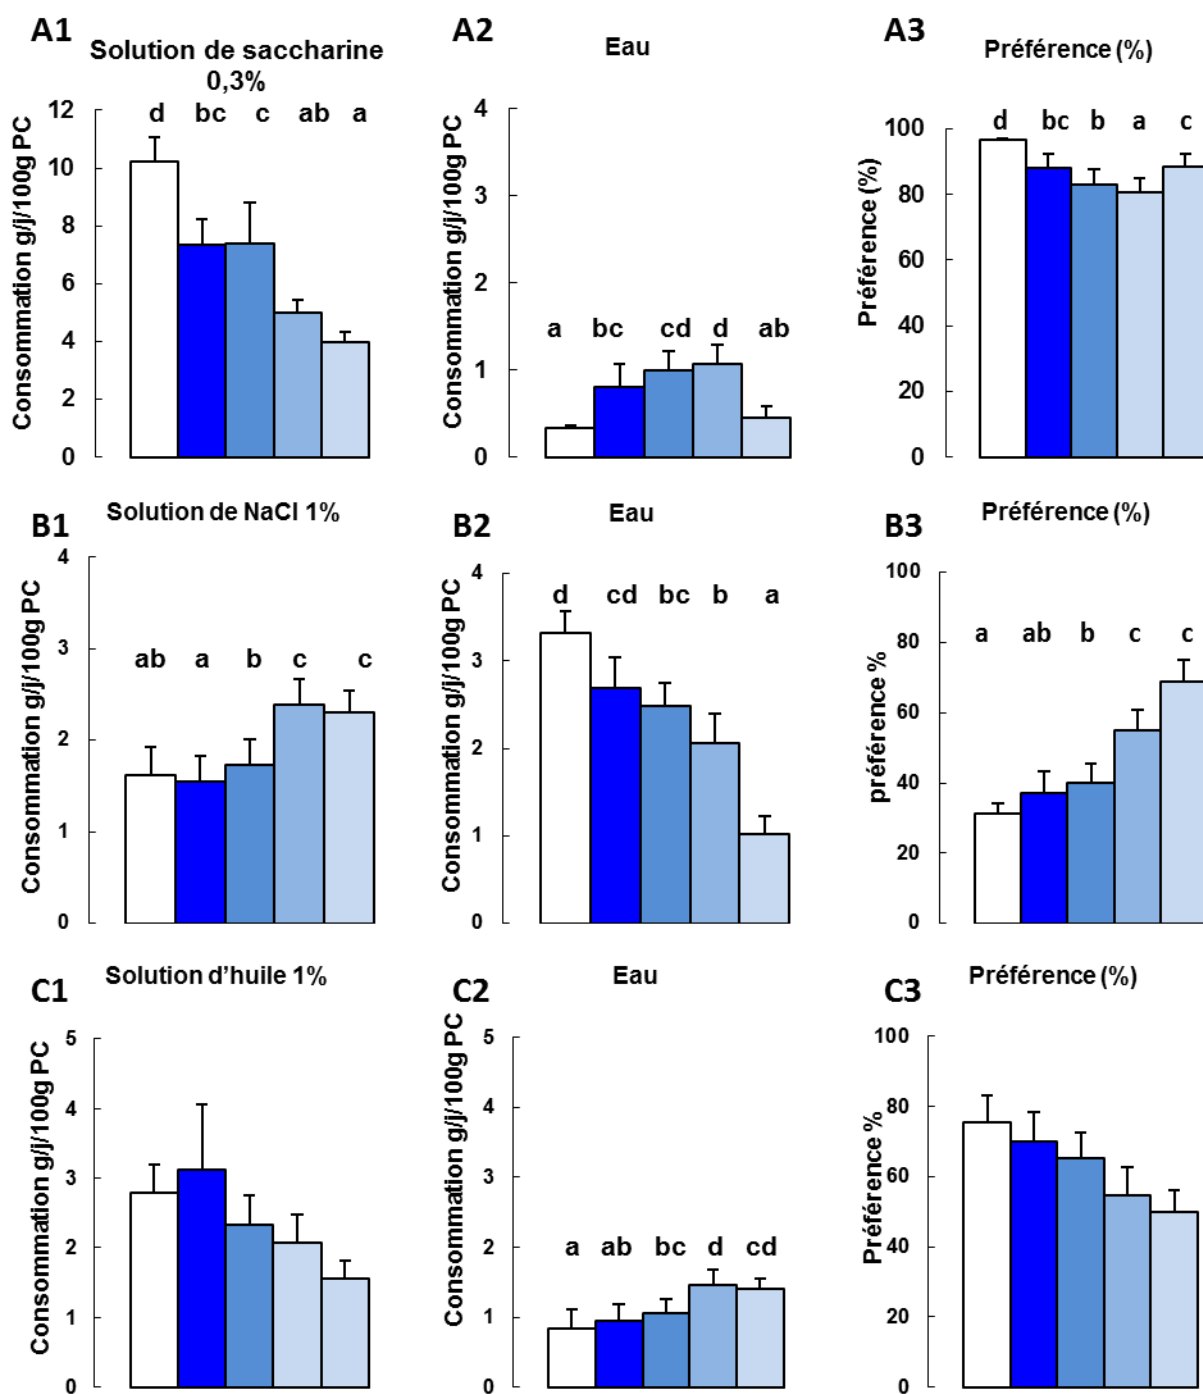 A1
Solution de saccharine
0,3%
Consommation g/j/100g PC
12
10
8
6
4
2
0
d bc c ab a
A2
Eau
Consommation g/j/100g PC
4
3
2
1
0
a bc cd d ab
A3
Préférence (%)
Préférence (%)
100
80
60
40
20
0
d bc b a c
B1
Solution de NaCl 1%
Consommation g/j/100g PC
4
3
2
1
0
ab a b c c
B2
Eau
Consommation g/j/100g PC
4
3
2
1
0
d cd bc b a
B3
Préférence (%)
préférence %
100
80
60
40
20
0
a ab b c c
C1
Solution d'huile 1%
Consommation g/j/100g PC
5
4
3
2
1
0
C2
Eau
Consommation g/j/100g PC
5
4
3
2
1
0
a ab bc d cd
C3
Préférence (%)
Préférence %
100
80
60
40
20
0